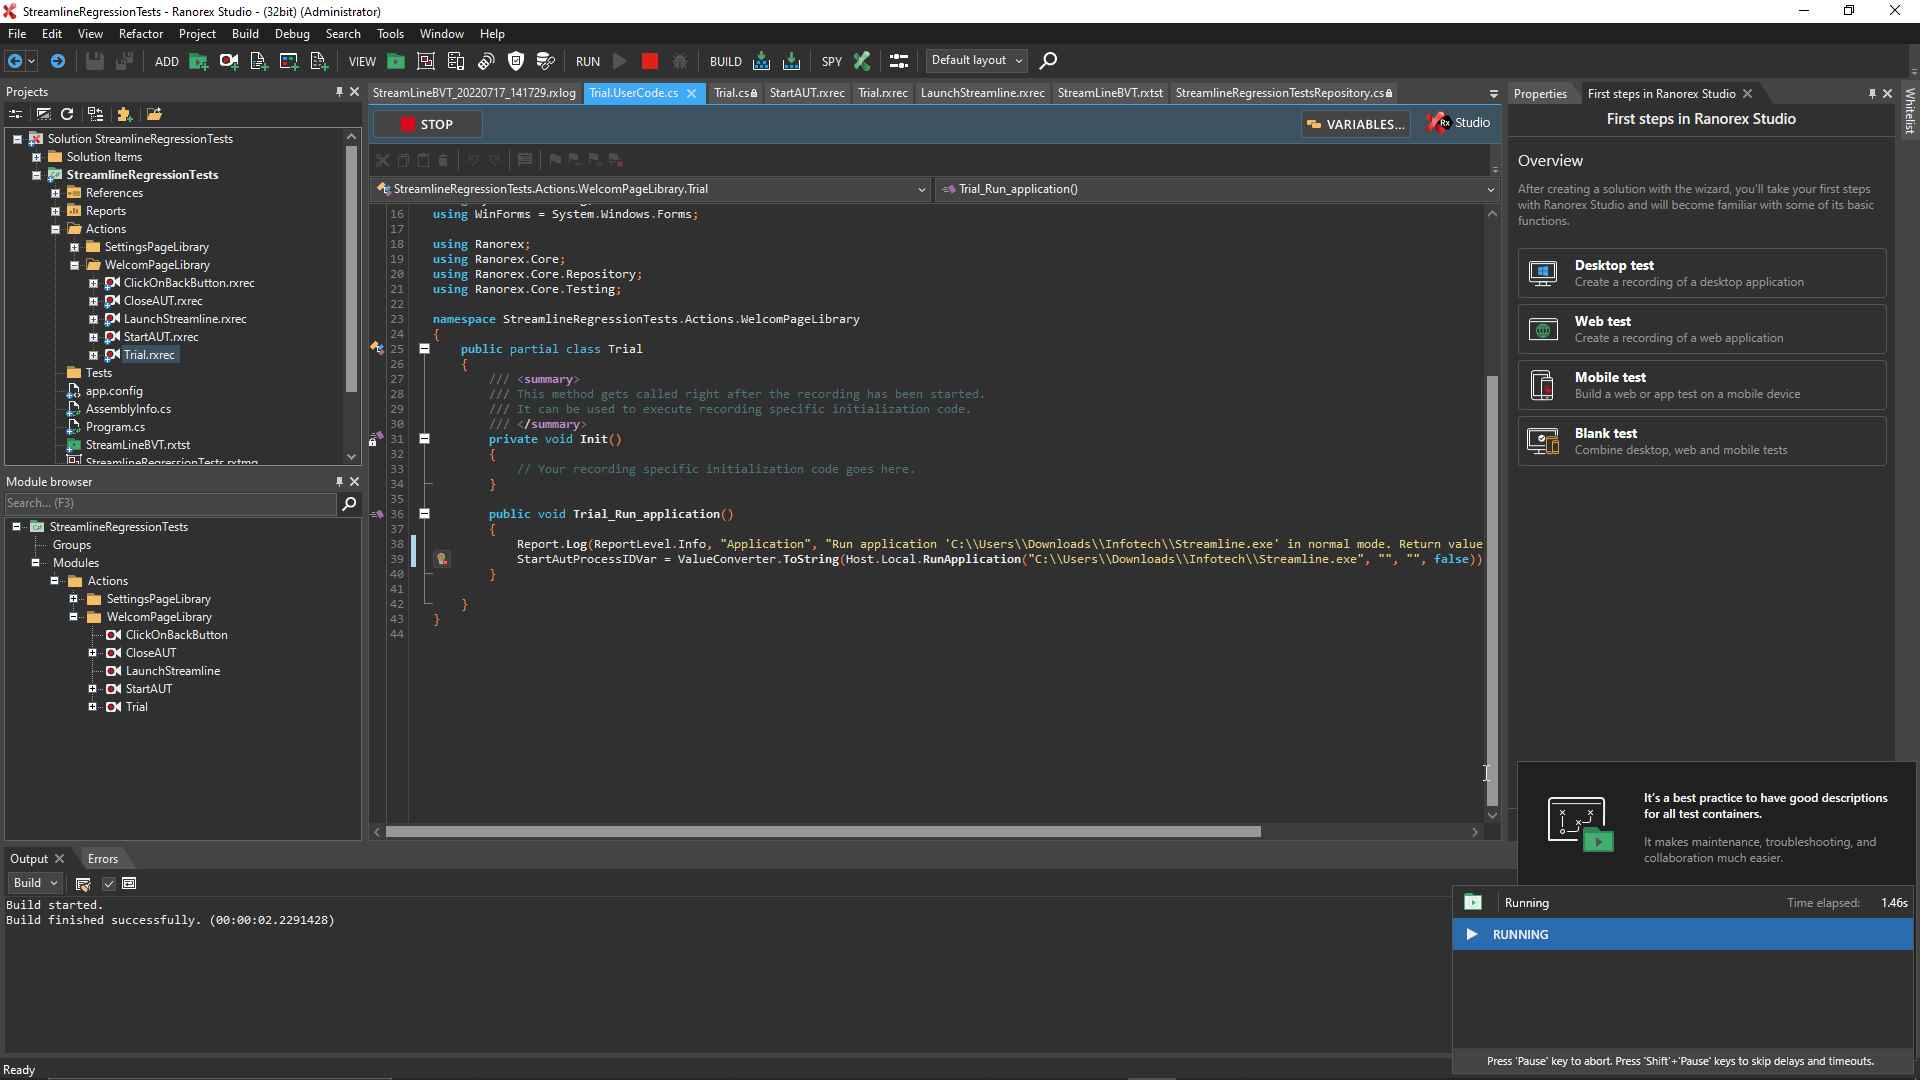 StreamlineRegressionTests - Ranorex Studio - (32bit) (Administrator)
File Edit View Refactor Project Build Debug Search Tools Window Help
ADD VIEW RUN BUILD SPY Default layout
Projects
Solution StreamlineRegressionTests
Solution Items
StreamlineRegressionTests
References
Reports
Actions
SettingsPageLibrary
WelcomPageLibrary
ClickOnBackButton.rxrec
CloseAUT.rxrec
LaunchStreamline.rxrec
StartAUT.rxrec
Trial.rxrec
Tests
app.config
AssemblyInfo.cs
Program.cs
StreamLineBVT.rxtst
StreamlineRegressionTests.rxtmg
Module browser
Search... (F3)
StreamlineRegressionTests
Groups
Modules
Actions
SettingsPageLibrary
WelcomPageLibrary
ClickOnBackButton
CloseAUT
LaunchStreamline
StartAUT
Trial
StreamLineBVT_20220717_141729.rxlog Trial.UserCode.cs Trial.cs StartAUT.rxrec Trial.rxrec LaunchStreamline.rxrec StreamLineBVT.rxtst StreamlineRegressionTestsRepository.cs
STOP VARIABLES... Rx Studio
StreamlineRegressionTests.Actions.WelcomPageLibrary.Trial Trial_Run_application()
16 using WinForms = System.Windows.Forms;
17
18 using Ranorex;
19 using Ranorex.Core;
20 using Ranorex.Core.Repository;
21 using Ranorex.Core.Testing;
22
23 namespace StreamlineRegressionTests.Actions.WelcomPageLibrary
24 {
25 public partial class Trial
26 {
27 /// <summary>
28 /// This method gets called right after the recording has been started.
29 /// It can be used to execute recording specific initialization code.
30 /// </summary>
31 private void Init()
32 {
33 // Your recording specific initialization code goes here.
34 }
35
36 public void Trial_Run_application()
37 {
38 Report.Log(ReportLevel.Info, "Application", "Run application 'C:\\Users\\Downloads\\Infotech\\Streamline.exe' in normal mode. Return value
39 StartAutProcessIDVar = ValueConverter.ToString(Host.Local.RunApplication("C:\\Users\\Downloads\\Infotech\\Streamline.exe", "", "", false))
40 }
41
42 }
43 }
44
Properties First steps in Ranorex Studio
Whitelist
First steps in Ranorex Studio
Overview
After creating a solution with the wizard, you'll take your first steps
with Ranorex Studio and will become familiar with some of its basic
functions.
Desktop test
Create a recording of a desktop application
Web test
Create a recording of a web application
Mobile test
Build a web or app test on a mobile device
Blank test
Combine desktop, web and mobile tests
It's a best practice to have good descriptions
for all test containers.
It makes maintenance, troubleshooting, and
collaboration much easier.
Output Errors
Build
Build started.
Build finished successfully. (00:00:02.2291428)
Running Time elapsed: 1.46s
RUNNING
Press 'Pause' key to abort. Press 'Shift'+'Pause' keys to skip delays and timeouts.
Ready